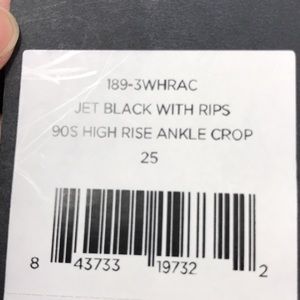 189-3WHRAC
JET BLACK WITH RIPS
90S HIGH RISE ANKLE CROP
25
8 43733 19732 2